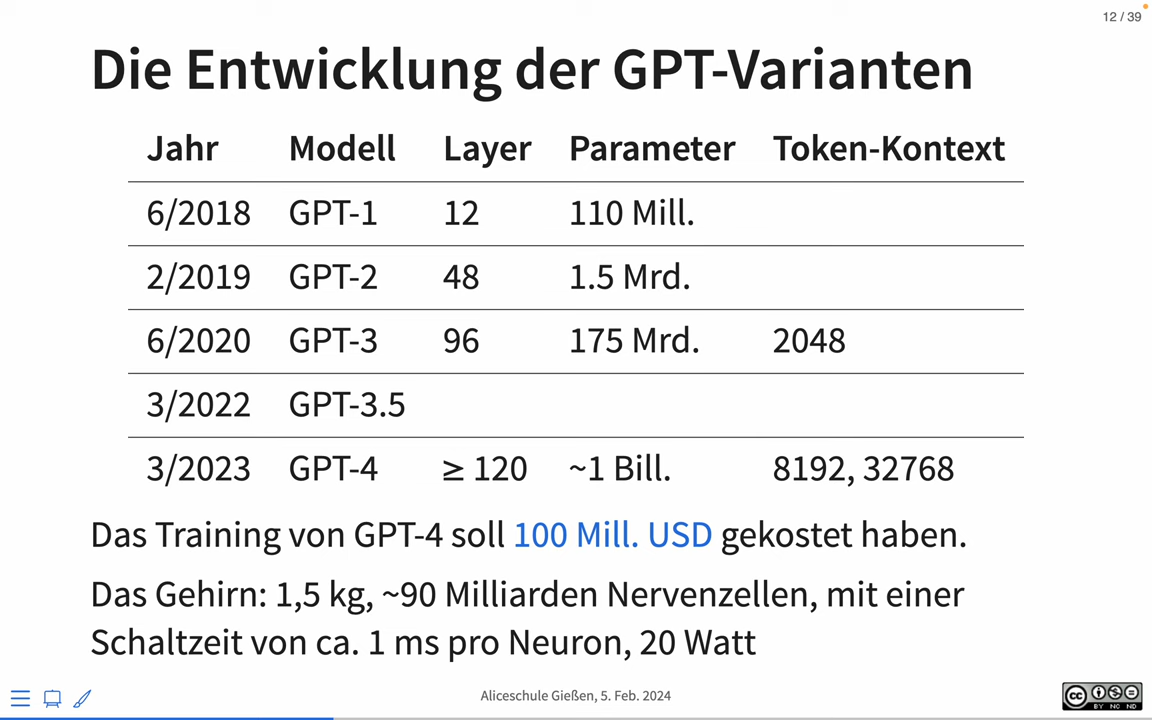 12 / 39
Die Entwicklung der GPT-Varianten
Jahr Modell Layer Parameter Token-Kontext
6/2018 GPT-1 12 110 Mill.
2/2019 GPT-2 48 1.5 Mrd.
6/2020 GPT-3 96 175 Mrd. 2048
3/2022 GPT-3.5
3/2023 GPT-4 ≥ 120 ~1 Bill. 8192, 32768
Das Training von GPT-4 soll 100 Mill. USD gekostet haben.
Das Gehirn: 1,5 kg, ~90 Milliarden Nervenzellen, mit einer
Schaltzeit von ca. 1 ms pro Neuron, 20 Watt
Aliceschule Gießen, 5. Feb. 2024
cc
BY NC ND